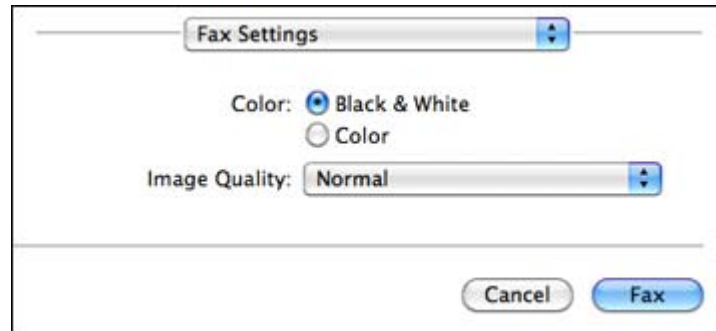 Fax Settings
Color: Black & White
Color
Image Quality: Normal
Cancel Fax